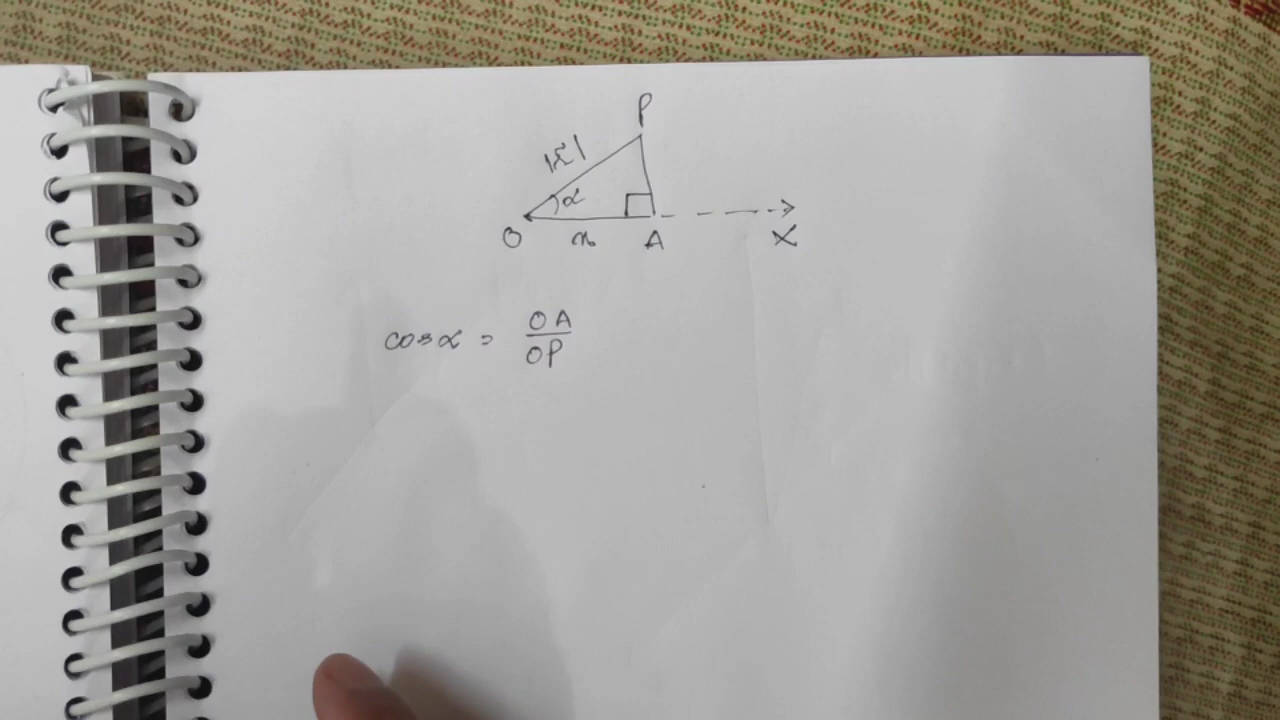 P
|r⃗|
α
O x A X
cos α = OA/OP